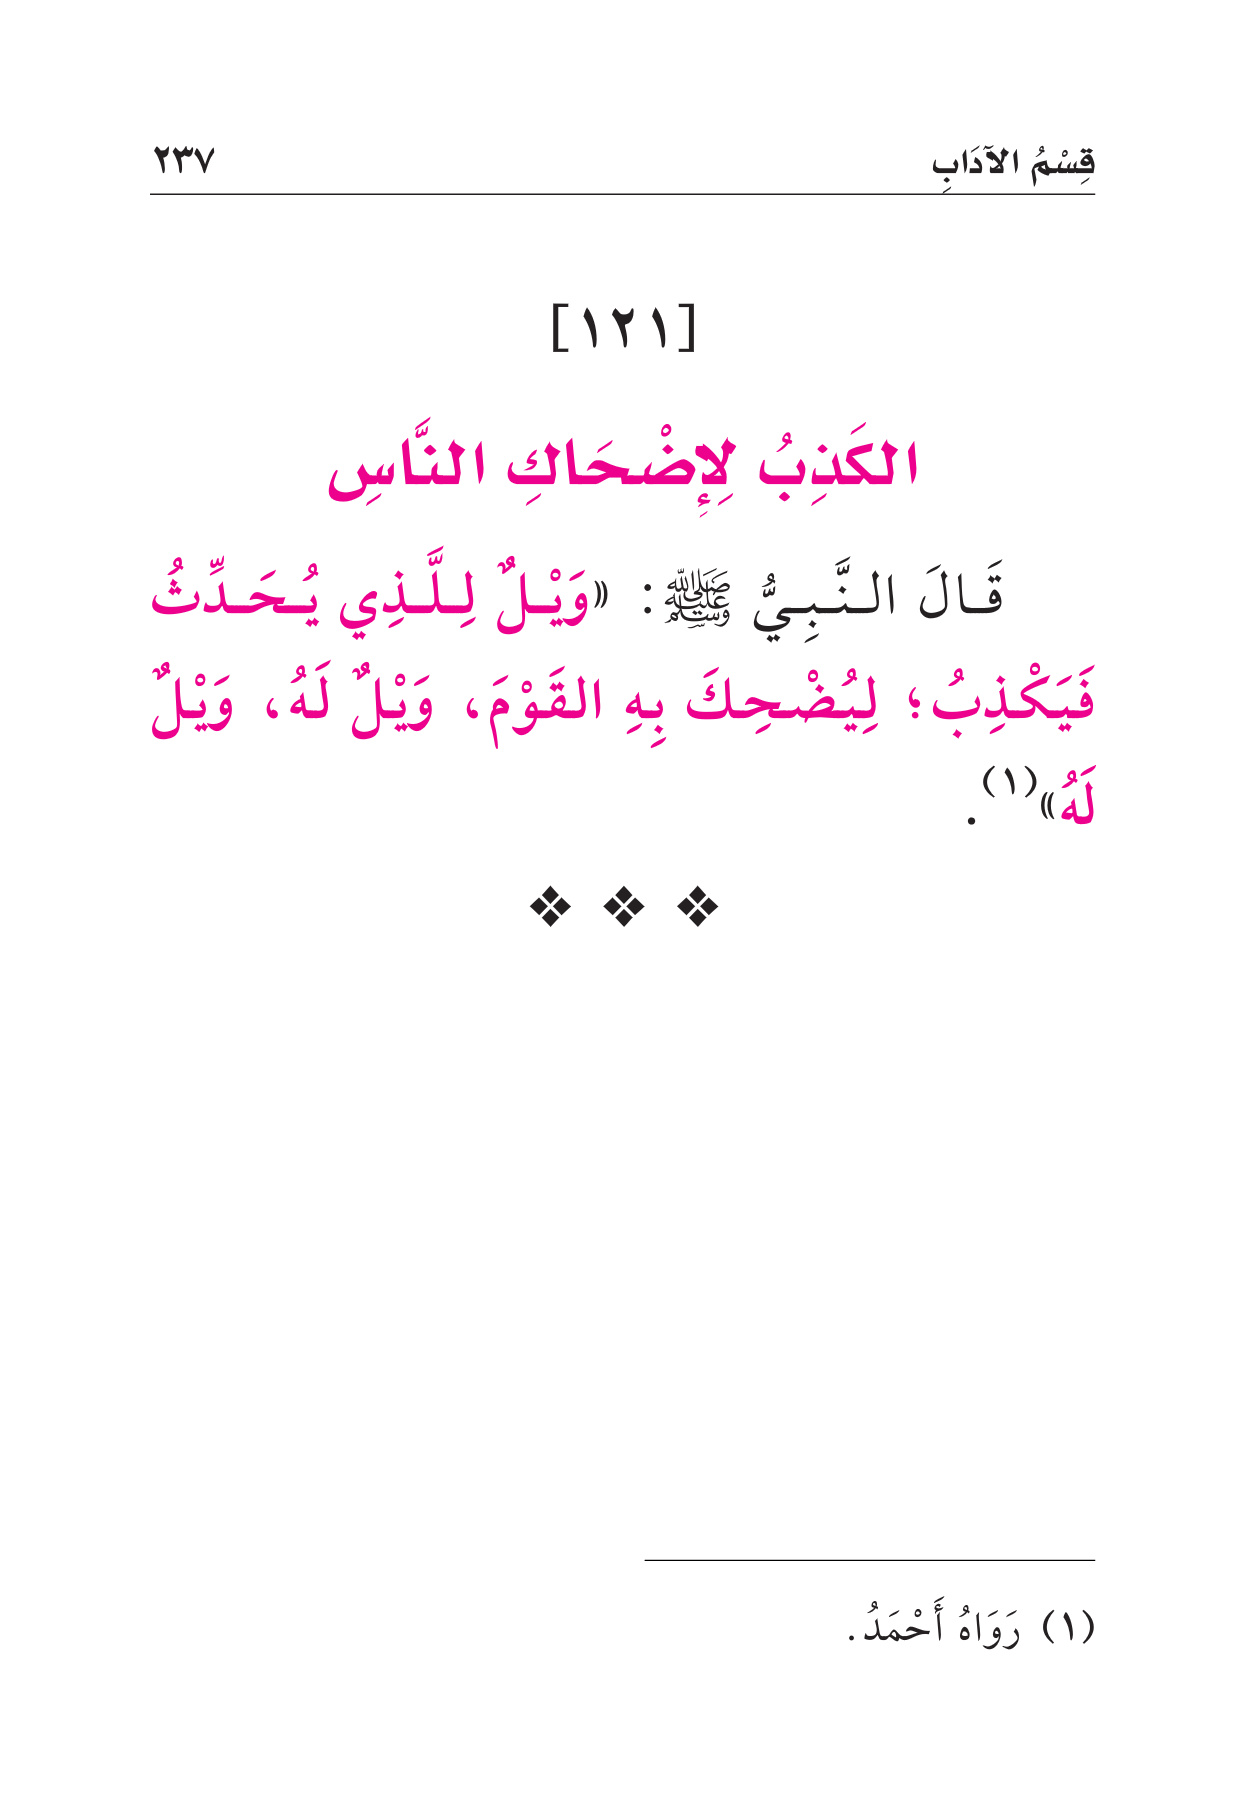 قِسْمُ الآدَابِ ٢٣٧
[١٢١]
الكَذِبُ لِإِضْحَاكِ النَّاسِ
قَالَ النَّبِيُّ ﷺ: «وَيْلٌ لِلَّذِي يُحَدِّثُ
فَيَكْذِبُ؛ لِيُضْحِكَ بِهِ القَوْمَ، وَيْلٌ لَهُ، وَيْلٌ
لَهُ»(١).
(١) رَوَاهُ أَحْمَدُ.